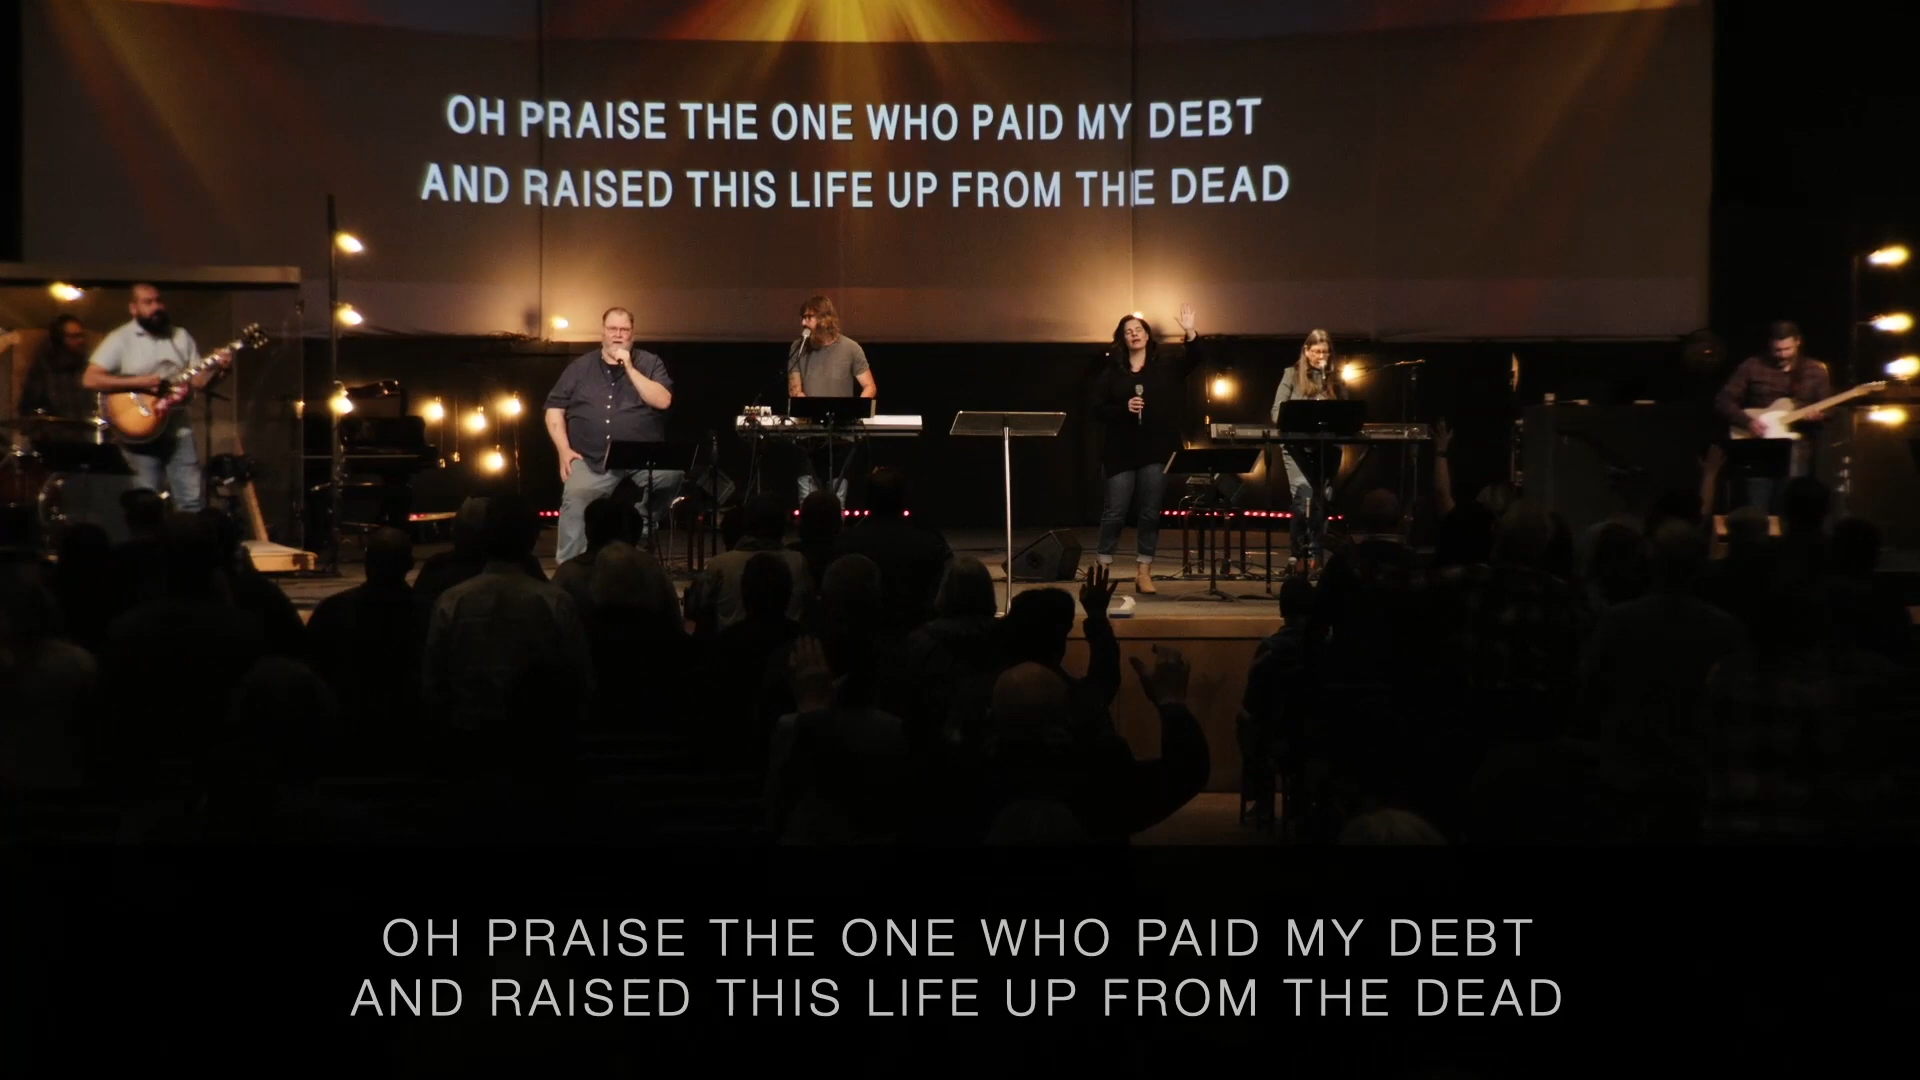 OH PRAISE THE ONE WHO PAID MY DEBT
AND RAISED THIS LIFE UP FROM THE DEAD
OH PRAISE THE ONE WHO PAID MY DEBT
AND RAISED THIS LIFE UP FROM THE DEAD